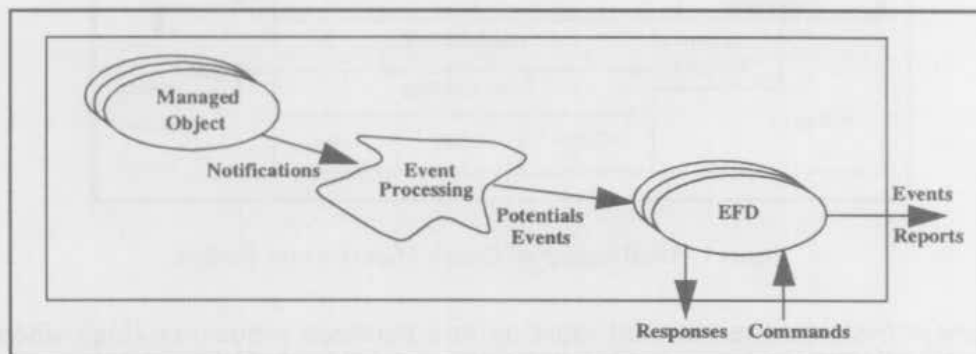 Managed
Object
Notifications
Event
Processing
Potentials
Events
EFD
Events
Reports
Responses
Commands